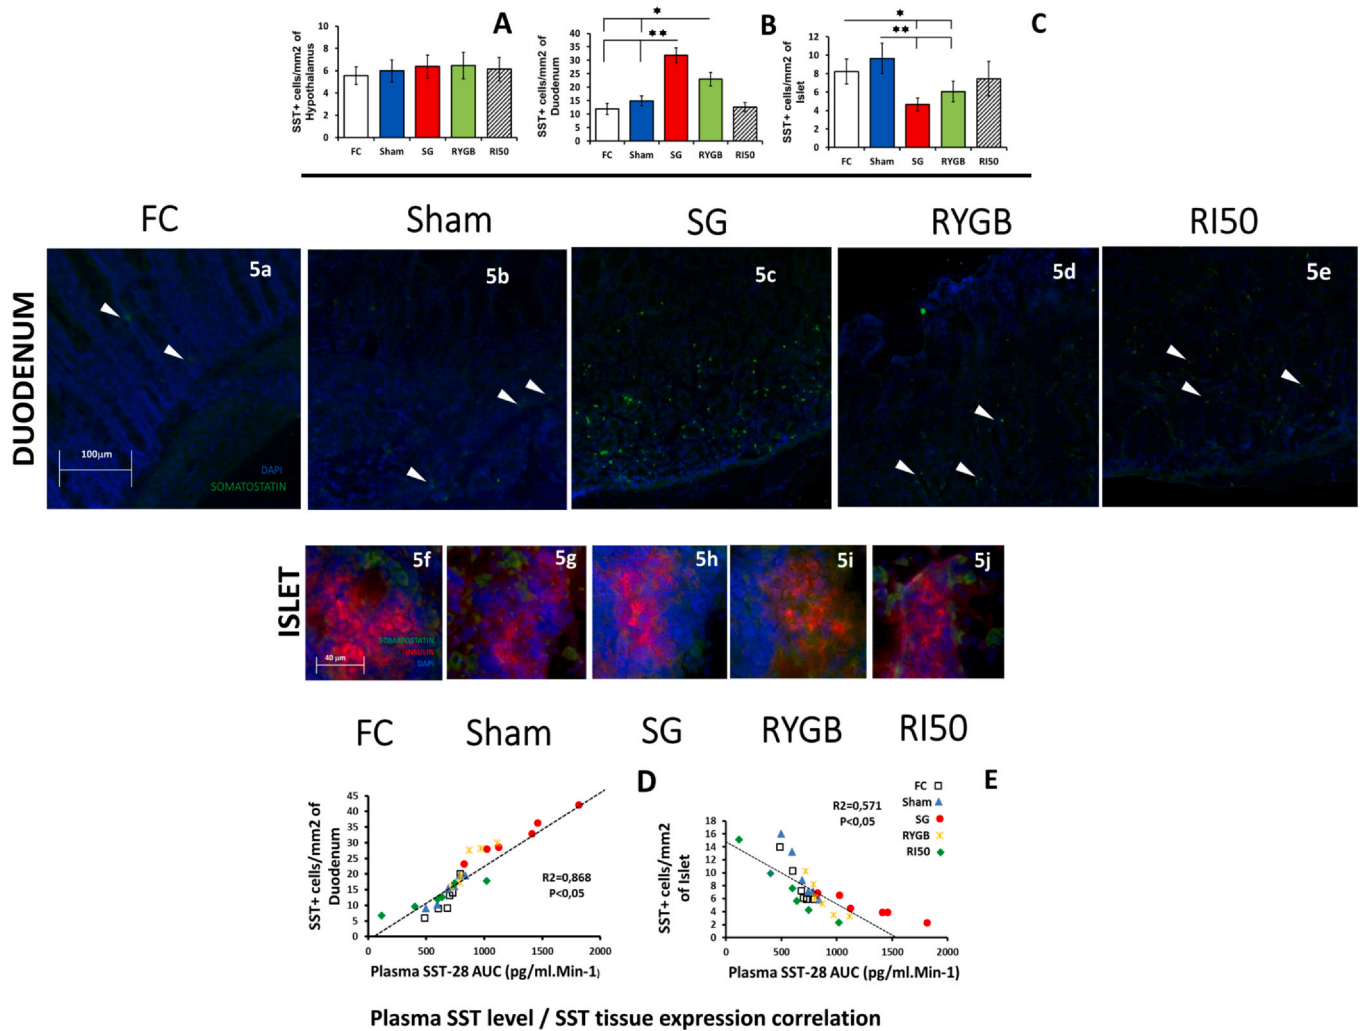 A
SST+ cells/mm2 of
Hypothalamus
10
8
6
4
2
0
FC Sham SG RYGB RI50
B
*
**
SST+ cells/mm2 of
Duodenum
40
35
30
25
20
15
10
5
0
FC Sham SG RYGB RI50
C
*
**
SST+ cells/mm2 of
Islet
12
10
8
6
4
2
0
FC Sham SG RYGB RI50
FC Sham SG RYGB RI50
DUODENUM
5a 5b 5c 5d 5e
100µm
DAPI
SOMATOSTATIN
ISLET
5f 5g 5h 5i 5j
SOMATOSTATIN
INSULIN
DAPI
40 µm
FC Sham SG RYGB RI50
D
SST+ cells/mm2 of
Duodenum
45
40
35
30
25
20
15
10
5
0
R2=0,868
P<0,05
0 500 1000 1500 2000
Plasma SST-28 AUC (pg/ml.Min-1)
E
FC
Sham
SG
RYGB
RI50
R2=0,571
P<0,05
SST+ cells/mm2
of Islet
18
16
14
12
10
8
6
4
2
0
0 500 1000 1500 2000
Plasma SST-28 AUC (pg/ml.Min-1)
Plasma SST level / SST tissue expression correlation